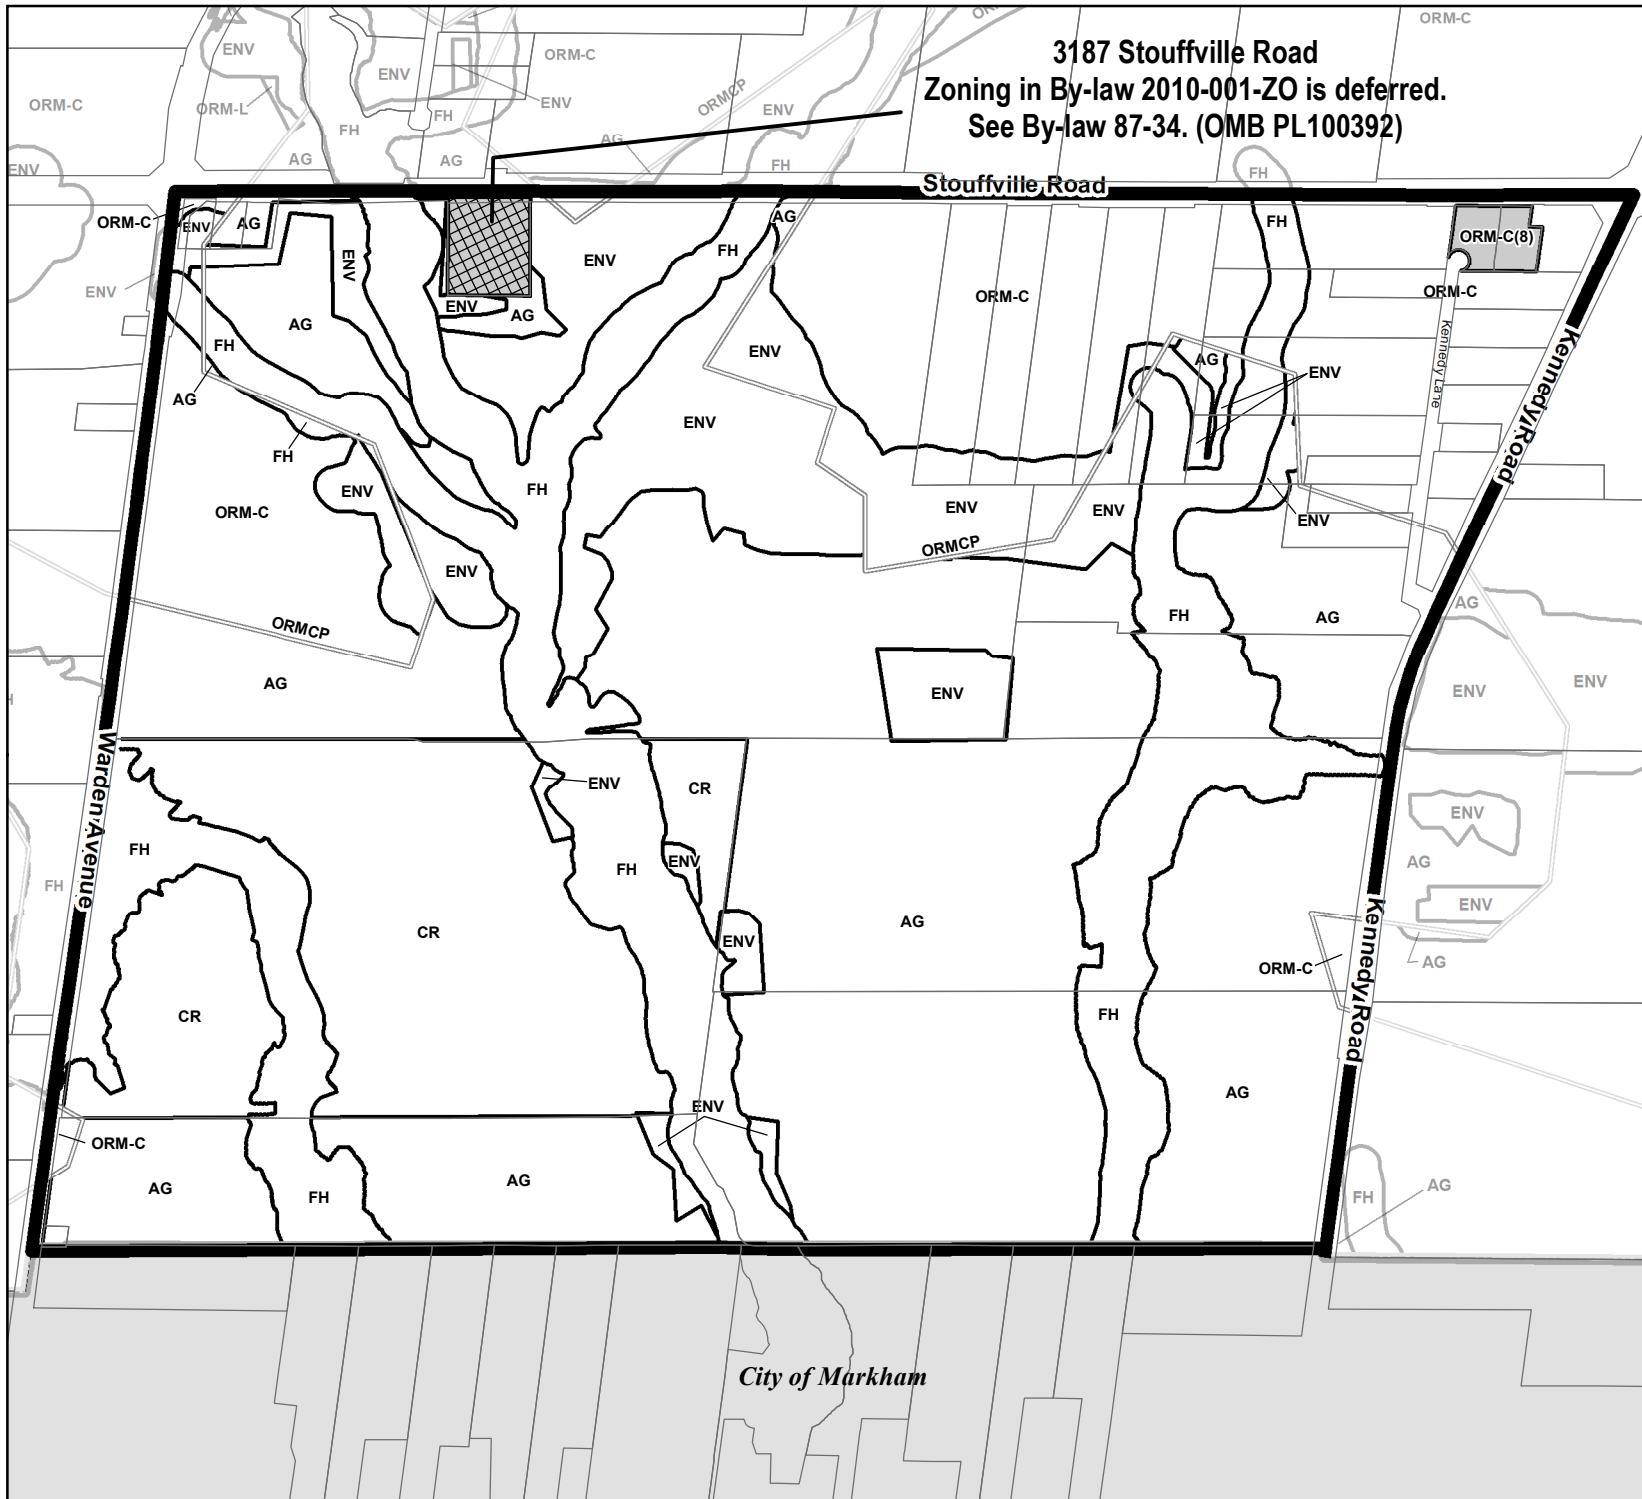 ORM-C
ENV
ORM-C
ORM-C
ENV
ORM-C
ORM-L
ENV
FH
FH
ORMCP
ENV
AG
AG
AG
FH
FH
ENV
ENV
3187 Stouffville Road
Zoning in By-law 2010-001-ZO is deferred.
See By-law 87-34. (OMB PL100392)
Stouffville Road
ORM-C
ENV
AG
ENV
ENV
FH
AG
FH
ORM-C(8)
ENV
AG
ORM-C
ORM-C
AG
FH
ENV
AG
ENV
Kennedy Lane
Kennedy Road
AG
FH
ENV
ENV
FH
ORM-C
ENV
ENV
ENV
ENV
ORMCP
ENV
ORMCP
FH
AG
AG
AG
ENV
ENV
ENV
H
Warden Avenue
ENV
CR
FH
ENV
FH
FH
CR
ENV
AG
ENV
AG
ENV
Kennedy Road
ORM-C
AG
CR
FH
AG
ENV
ORM-C
AG
FH
AG
FH
AG
City of Markham